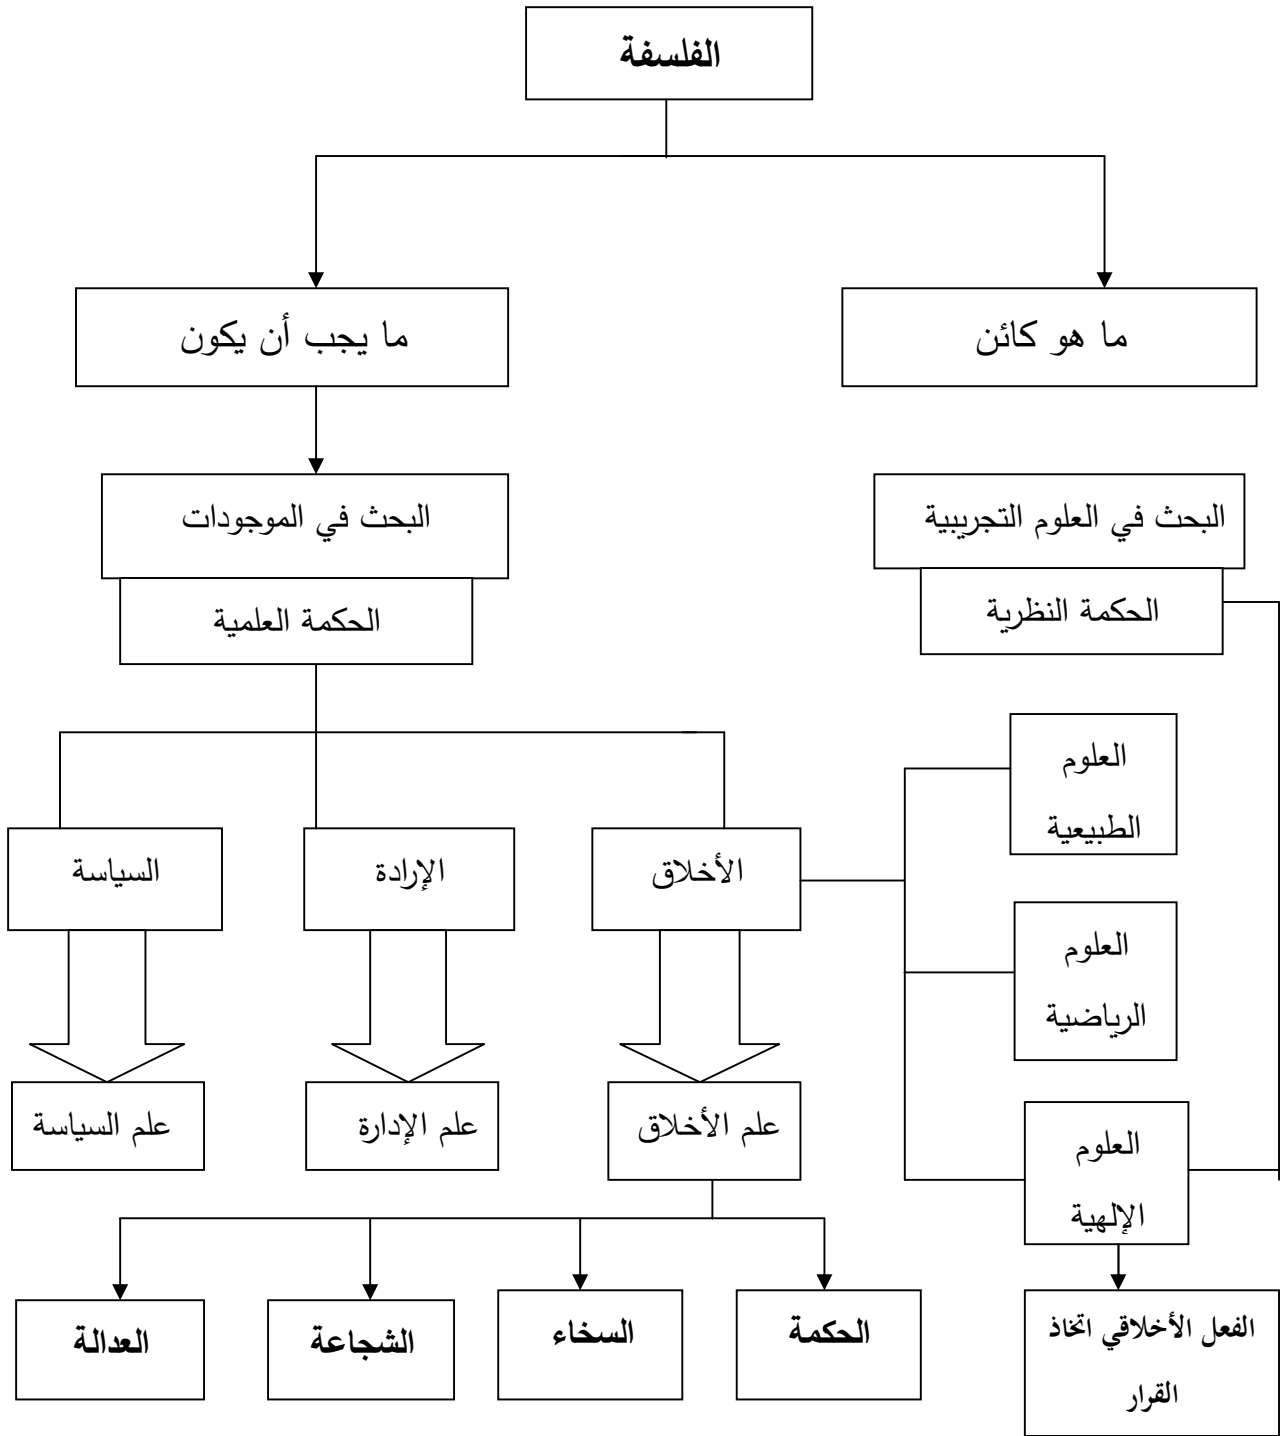 الفلسفة
ما هو كائن
ما يجب أن يكون
البحث في العلوم التجريبية
الحكمة النظرية
البحث في الموجودات
الحكمة العلمية
العلوم
الطبيعية
العلوم
الرياضية
العلوم
الإلهية
الفعل الأخلاقي اتخاذ
القرار
الأخلاق
الإرادة
السياسة
علم الأخلاق
علم الإدارة
علم السياسة
الحكمة
السخاء
الشجاعة
العدالة